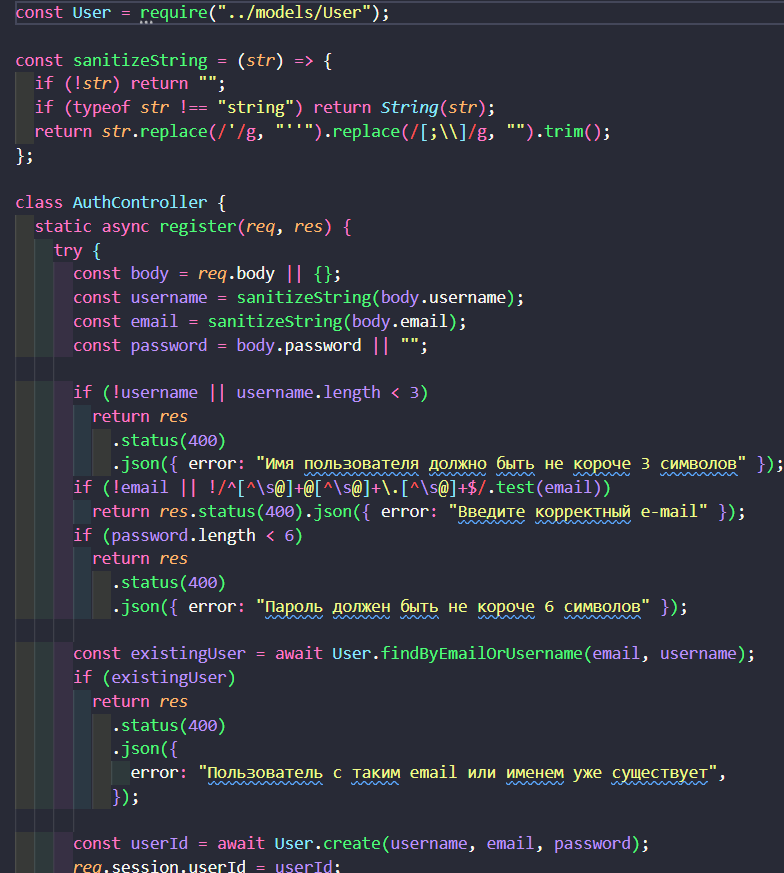 const User = require("../models/User");
const sanitizeString = (str) => {
if (!str) return "";
if (typeof str !== "string") return String(str);
return str.replace(/'/g, "''").replace(/[;\\]/g, "").trim();
};
class AuthController {
static async register(req, res) {
try {
const body = req.body || {};
const username = sanitizeString(body.username);
const email = sanitizeString(body.email);
const password = body.password || "";
if (!username || username.length < 3)
return res
.status(400)
.json({ error: "Имя пользователя должно быть не короче 3 символов" });
if (!email || !/^[^\s@]+@[^\s@]+\.[^\s@]+$/.test(email))
return res.status(400).json({ error: "Введите корректный e-mail" });
if (password.length < 6)
return res
.status(400)
.json({ error: "Пароль должен быть не короче 6 символов" });
const existingUser = await User.findByEmailOrUsername(email, username);
if (existingUser)
return res
.status(400)
.json({
error: "Пользователь с таким email или именем уже существует",
});
const userId = await User.create(username, email, password);
req.session.userId = userId;